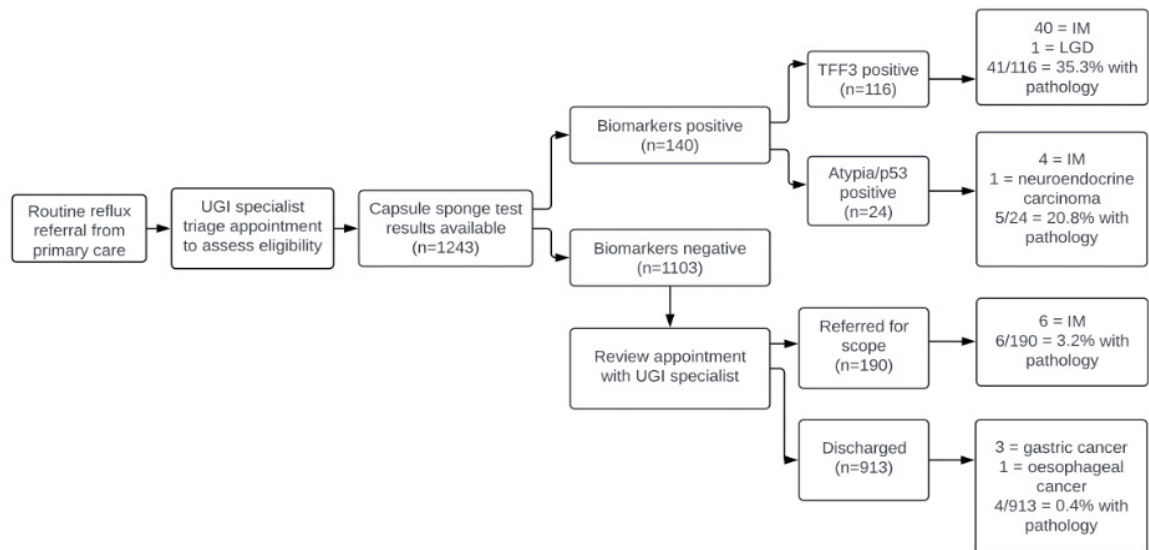 Routine reflux
referral from
primary care
UGI specialist
triage appointment
to assess eligibility
Capsule sponge test
results available
(n=1243)
Biomarkers positive
(n=140)
TFF3 positive
(n=116)
40 = IM
1 = LGD
41/116 = 35.3% with
pathology
Atypia/p53
positive
(n=24)
4 = IM
1 = neuroendocrine
carcinoma
5/24 = 20.8% with
pathology
Biomarkers negative
(n=1103)
Review appointment
with UGI specialist
Referred for
scope
(n=190)
6 = IM
6/190 = 3.2% with
pathology
Discharged
(n=913)
3 = gastric cancer
1 = oesophageal
cancer
4/913 = 0.4% with
pathology